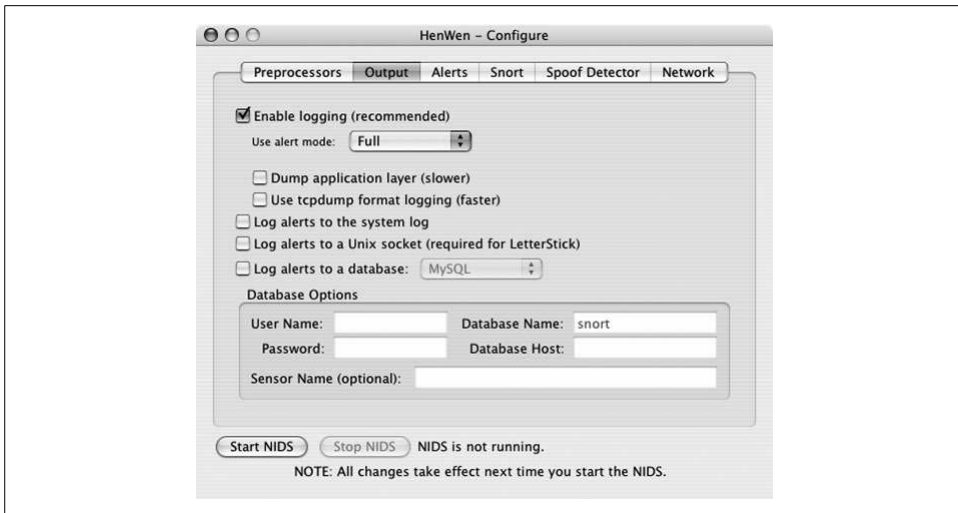 HenWen – Configure
Preprocessors Output Alerts Snort Spoof Detector Network
Enable logging (recommended)
Use alert mode: Full
Dump application layer (slower)
Use tcpdump format logging (faster)
Log alerts to the system log
Log alerts to a Unix socket (required for LetterStick)
Log alerts to a database: MySQL
Database Options
User Name: Database Name: snort
Password: Database Host:
Sensor Name (optional):
Start NIDS Stop NIDS NIDS is not running.
NOTE: All changes take effect next time you start the NIDS.